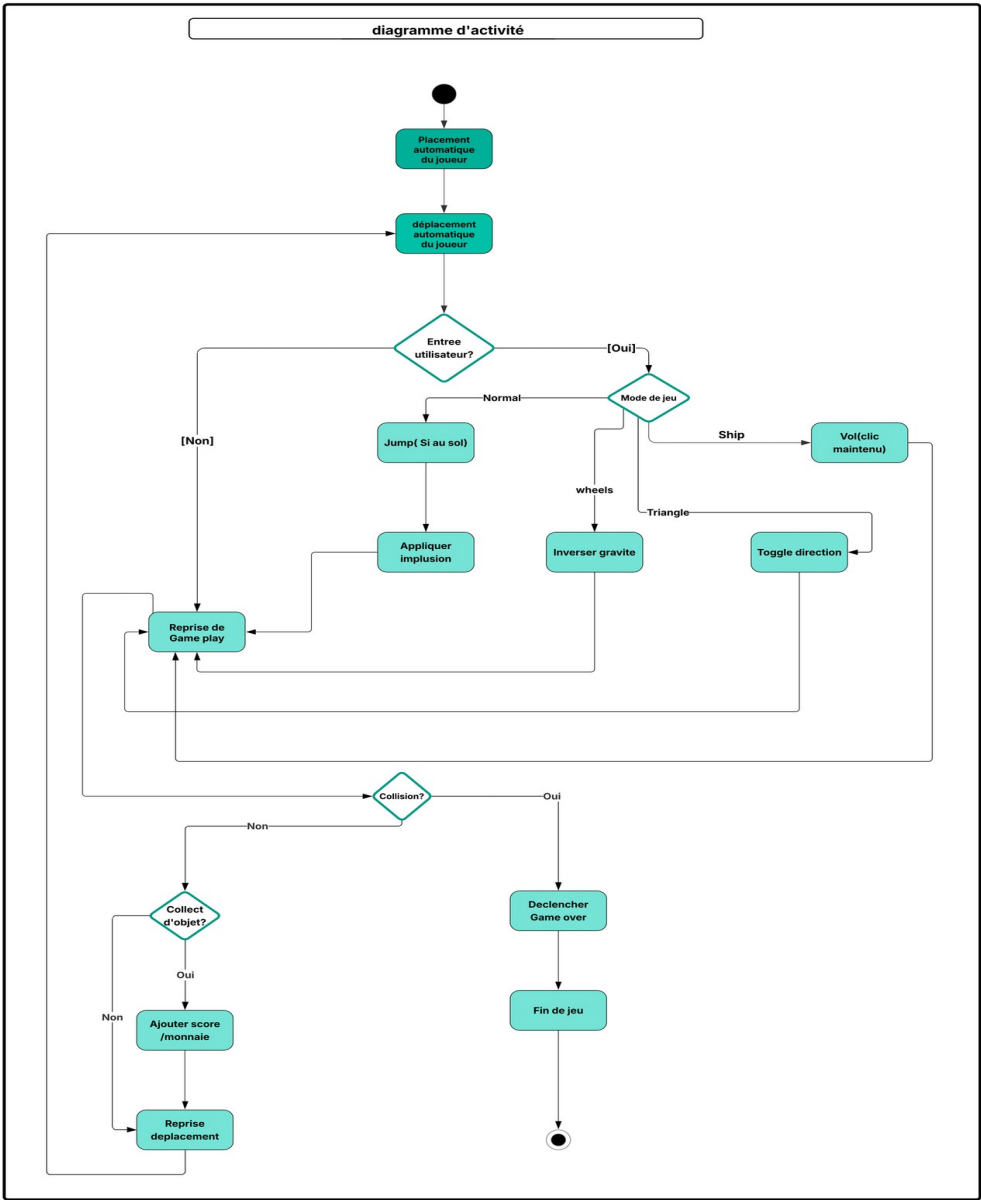 diagramme d'activité
Placement
automatique
du joueur
déplacement
automatique
du joueur
Entree
utilisateur?
[Oui]
[Non]
Mode de jeu
Normal
Ship
Vol(clic
maintenu)
Jump( Si au sol)
wheels
Triangle
Appliquer
implusion
Inverser gravite
Toggle direction
Reprise de
Game play
Collision?
Oui
Non
Collect
d'objet?
Declencher
Game over
Oui
Non
Ajouter score
/monnaie
Fin de jeu
Reprise
deplacement